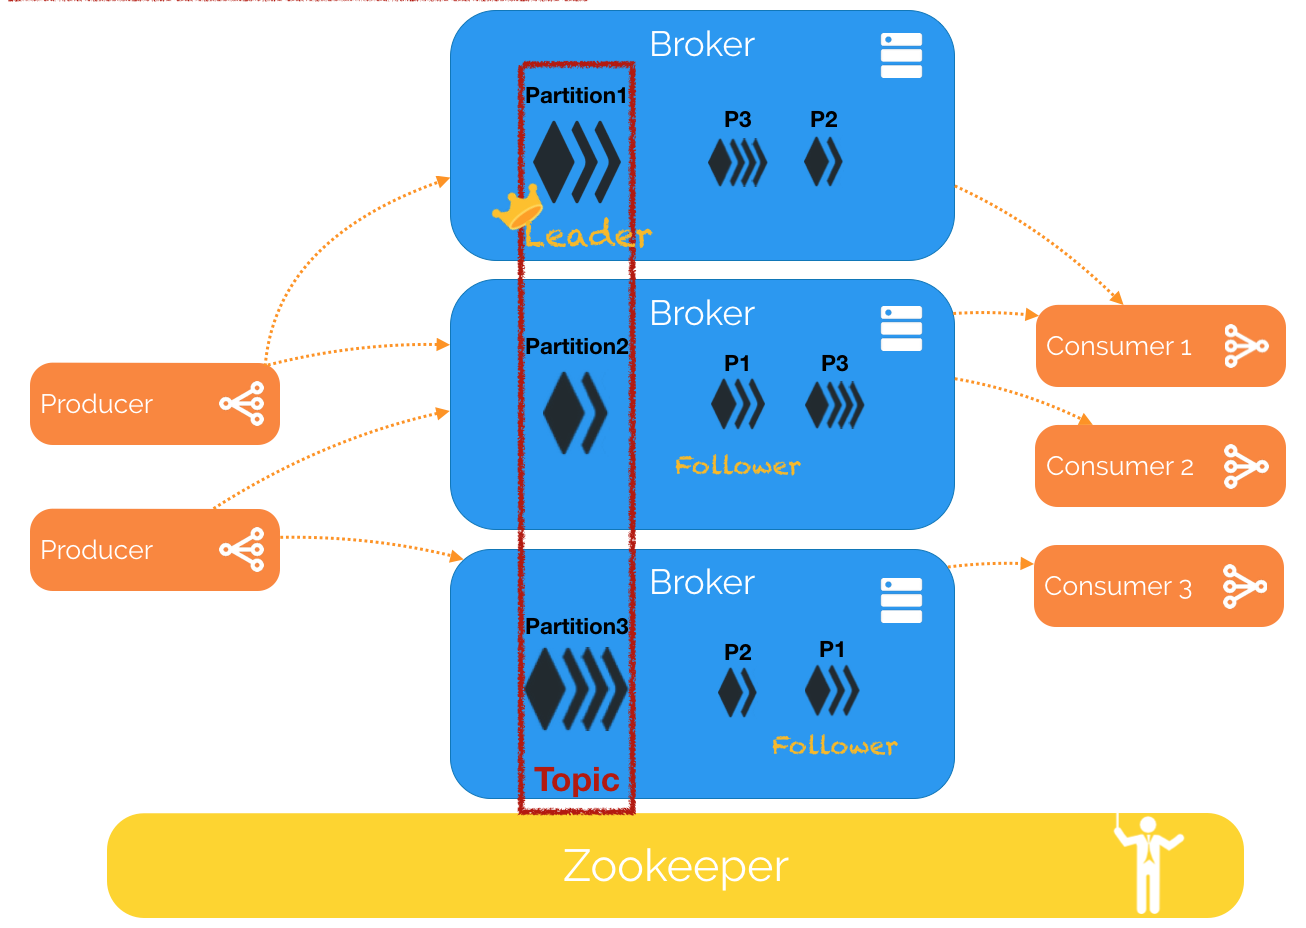 Broker
Partition1
P3
P2
Leader
Broker
Partition2
P1
P3
Follower
Producer
Producer
Consumer 1
Consumer 2
Consumer 3
Broker
Partition3
P2
P1
Follower
Topic
Zookeeper